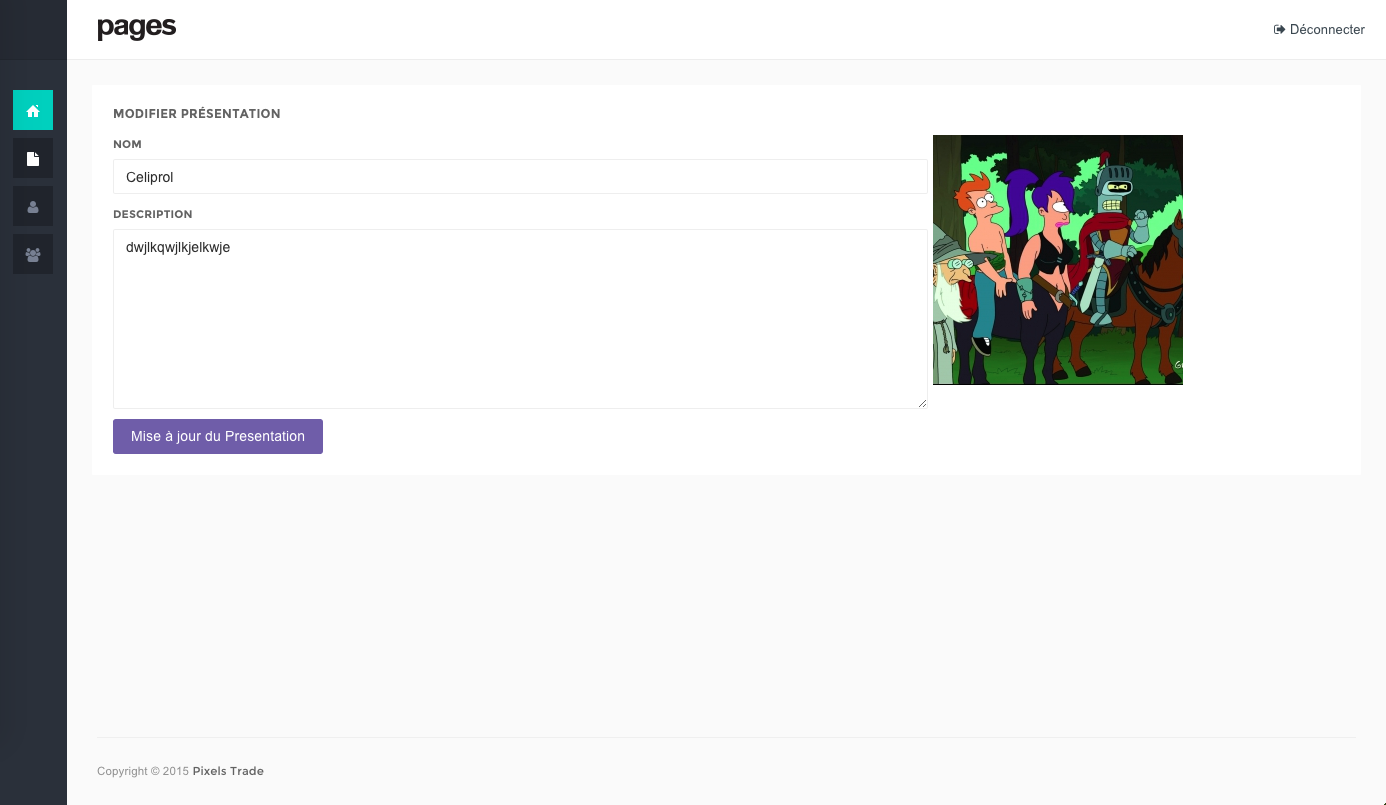 pages
Déconnecter
MODIFIER PRÉSENTATION
NOM
Celiprol
DESCRIPTION
dwjlkqwjlkjelkwje
Mise à jour du Presentation
Copyright © 2015 Pixels Trade